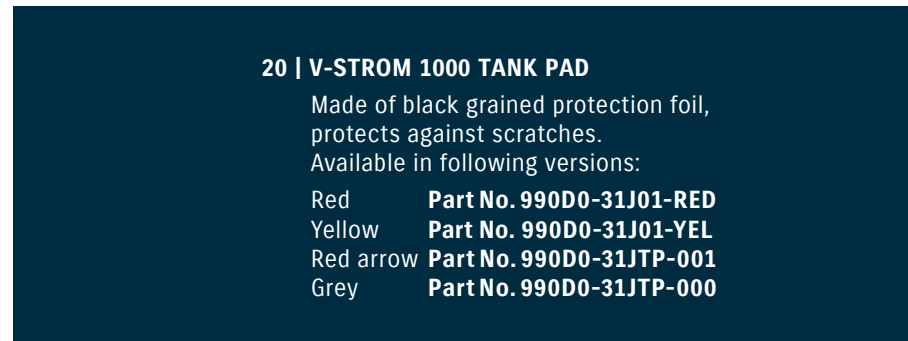 20 | V-STROM 1000 TANK PAD
Made of black grained protection foil,
protects against scratches.
Available in following versions:
Red Part No. 990D0-31J01-RED
Yellow Part No. 990D0-31J01-YEL
Red arrow Part No. 990D0-31JTP-001
Grey Part No. 990D0-31JTP-000